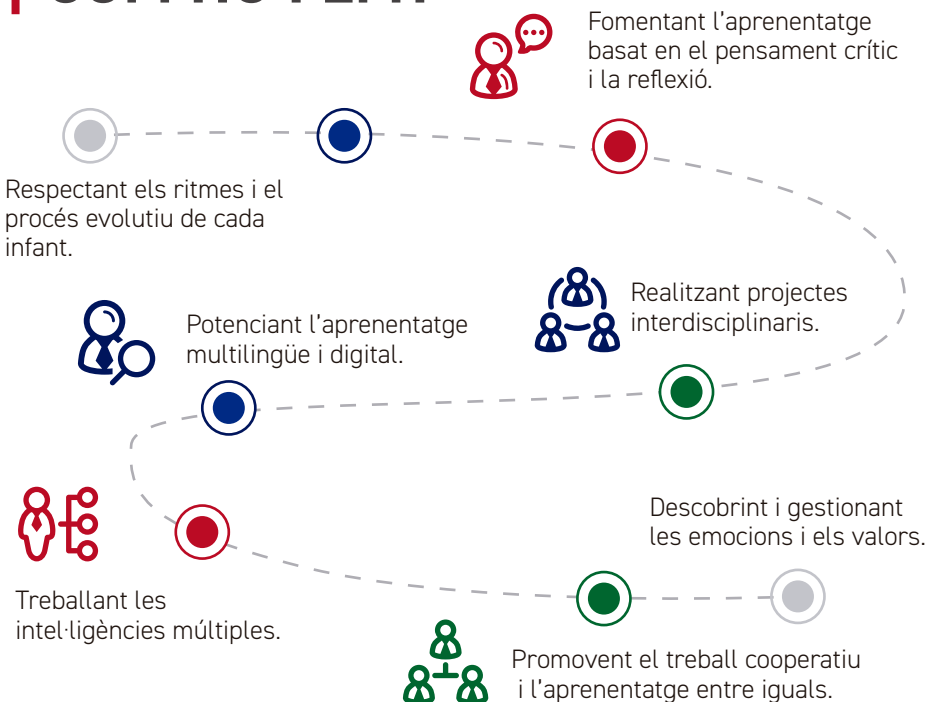 Fomentant l'aprenentatge
basat en el pensament crític
i la reflexió.
Respectant els ritmes i el
procés evolutiu de cada
infant.
Realitzant projectes
interdisciplinaris.
Potenciant l'aprenentatge
multilingüe i digital.
Treballant les
intel·ligències múltiples.
Descobrint i gestionant
les emocions i els valors.
Promovent el treball cooperatiu
i l'aprenentatge entre iguals.